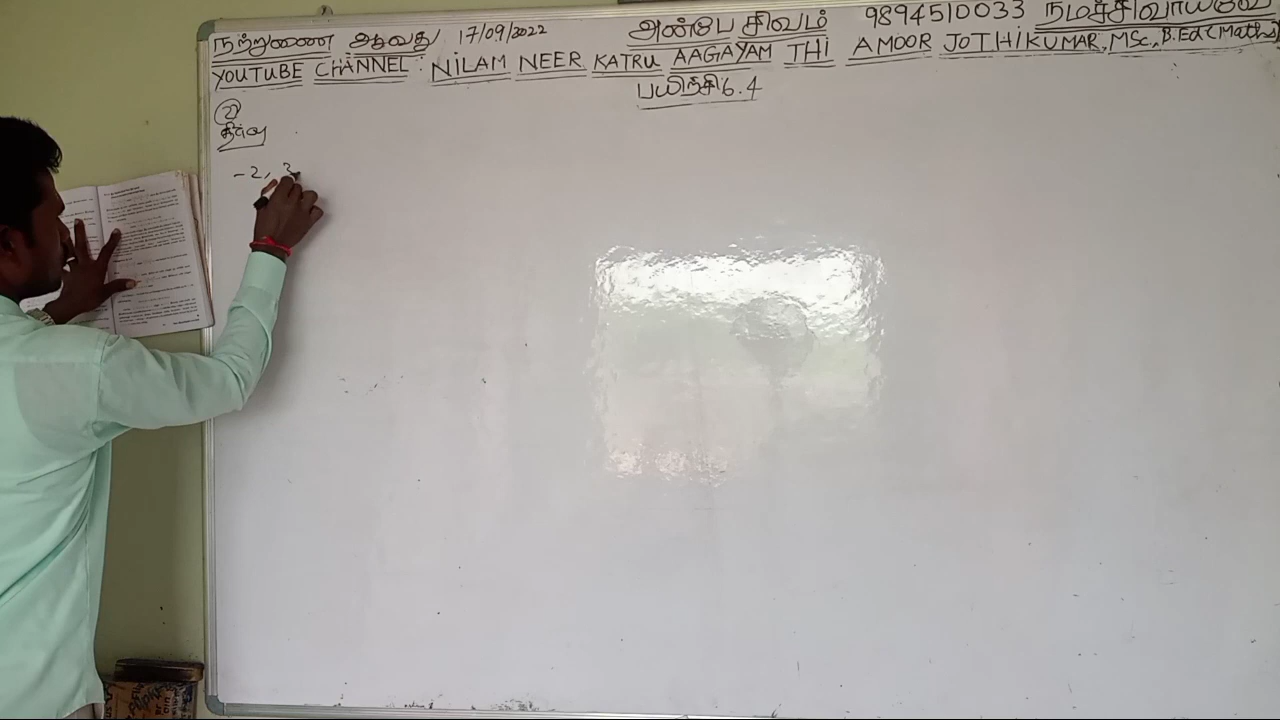 நற்றுணை ஆவது 17/09/2022 அன்பே சிவம் 9894510033 நமச்சிவாயவே
YOUTUBE CHANNEL : NILAM NEER KATRU AAGAYAM THI AMOOR JOTHIKUMAR, MSc., B.Ed (Maths)
பயிற்சி 6.4
②
தீர்வு
-2, 3